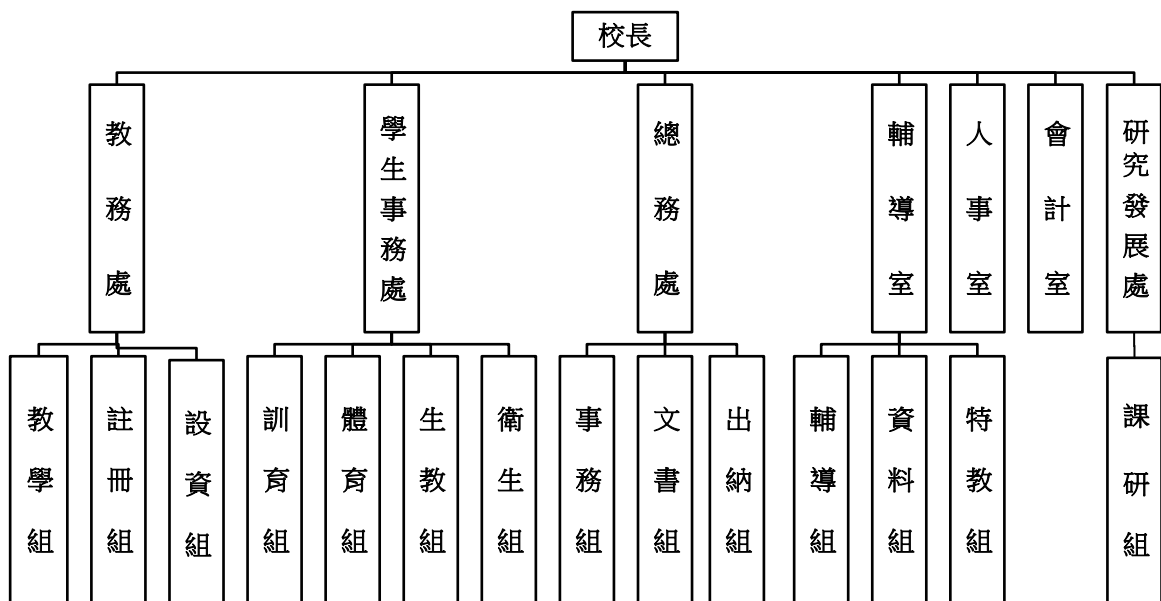 校長
教務處
學生事務處
總務處
輔導室
人事室
會計室
研究發展處
教學組
註冊組
設資組
訓育組
體育組
生教組
衛生組
事務組
文書組
出納組
輔導組
資料組
特教組
課研組